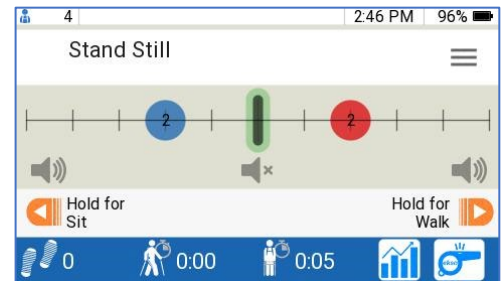 4 2:46 PM 96%
Stand Still
2 2
Hold for Sit
Hold for Walk
0 0:00 0:05 ekso